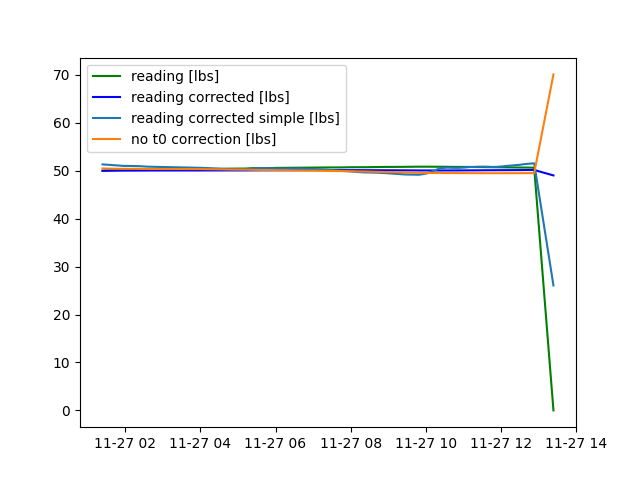 reading [lbs]
reading corrected [lbs]
reading corrected simple [lbs]
no t0 correction [lbs]
70
60
50
40
30
20
10
0
11-27 02 11-27 04 11-27 06 11-27 08 11-27 10 11-27 12 11-27 14